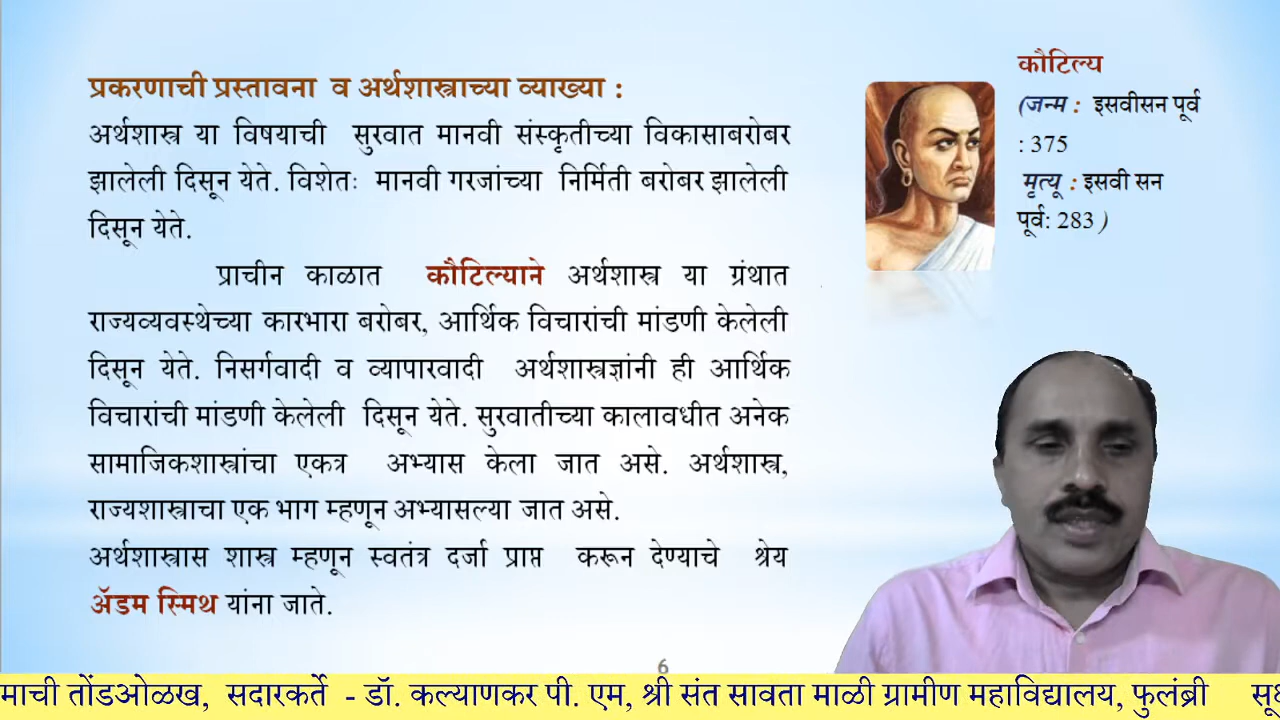 प्रकरणाची प्रस्तावना व अर्थशास्त्राच्या व्याख्या :
अर्थशास्त्र या विषयाची सुरवात मानवी संस्कृतीच्या विकासाबरोबर
झालेली दिसून येते. विशेतः मानवी गरजांच्या निर्मिती बरोबर झालेली
दिसून येते.
प्राचीन काळात कौटिल्याने अर्थशास्त्र या ग्रंथात
राज्यव्यवस्थेच्या कारभारा बरोबर, आर्थिक विचारांची मांडणी केलेली
दिसून येते. निसर्गवादी व व्यापारवादी अर्थशास्त्रज्ञांनी ही आर्थिक
विचारांची मांडणी केलेली दिसून येते. सुरवातीच्या कालावधीत अनेक
सामाजिकशास्त्रांचा एकत्र अभ्यास केला जात असे. अर्थशास्त्र,
राज्यशास्त्राचा एक भाग म्हणून अभ्यासल्या जात असे.
अर्थशास्त्रास शास्त्र म्हणून स्वतंत्र दर्जा प्राप्त करून देण्याचे श्रेय
ॲडम स्मिथ यांना जाते.
कौटिल्य
(जन्म : इसवीसन पूर्व
: 375
मृत्यू : इसवी सन
पूर्व: 283 )
6
माची तोंडओळख, सदारकर्ते - डॉ. कल्याणकर पी. एम, श्री संत सावता माळी ग्रामीण महाविद्यालय, फुलंब्री